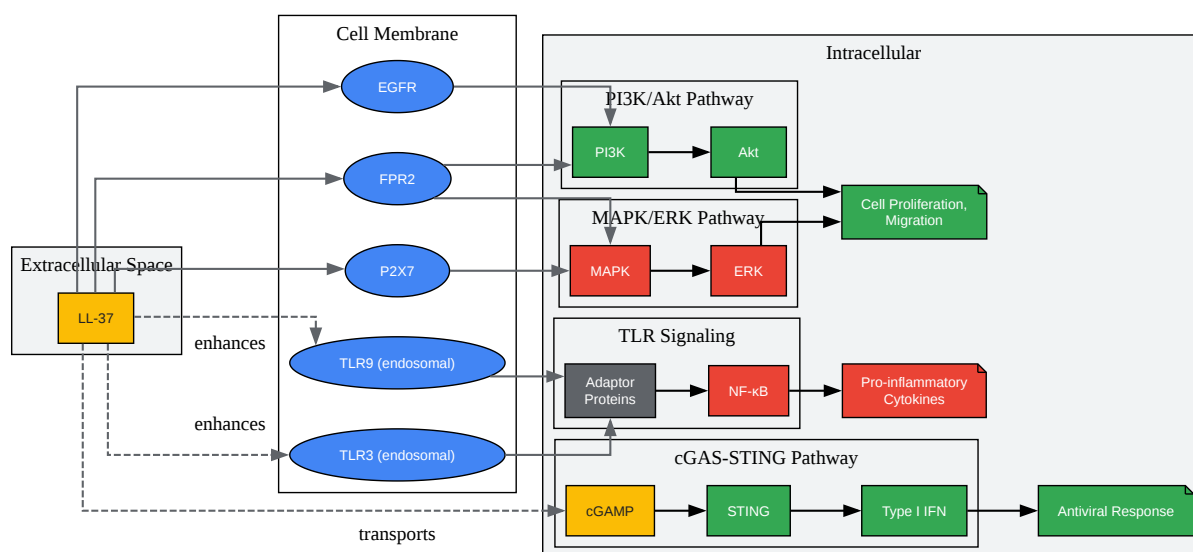 Cell Membrane
Intracellular
EGFR
PI3K/Akt Pathway
PI3K
Akt
FPR2
Cell Proliferation,
Migration
MAPK/ERK Pathway
Extracellular Space
P2X7
MAPK
ERK
LL-37
enhances
TLR9 (endosomal)
TLR Signaling
Adaptor
Proteins
NF-κB
Pro-inflammatory
Cytokines
enhances
TLR3 (endosomal)
cGAS-STING Pathway
cGAMP
STING
Type I IFN
Antiviral Response
transports